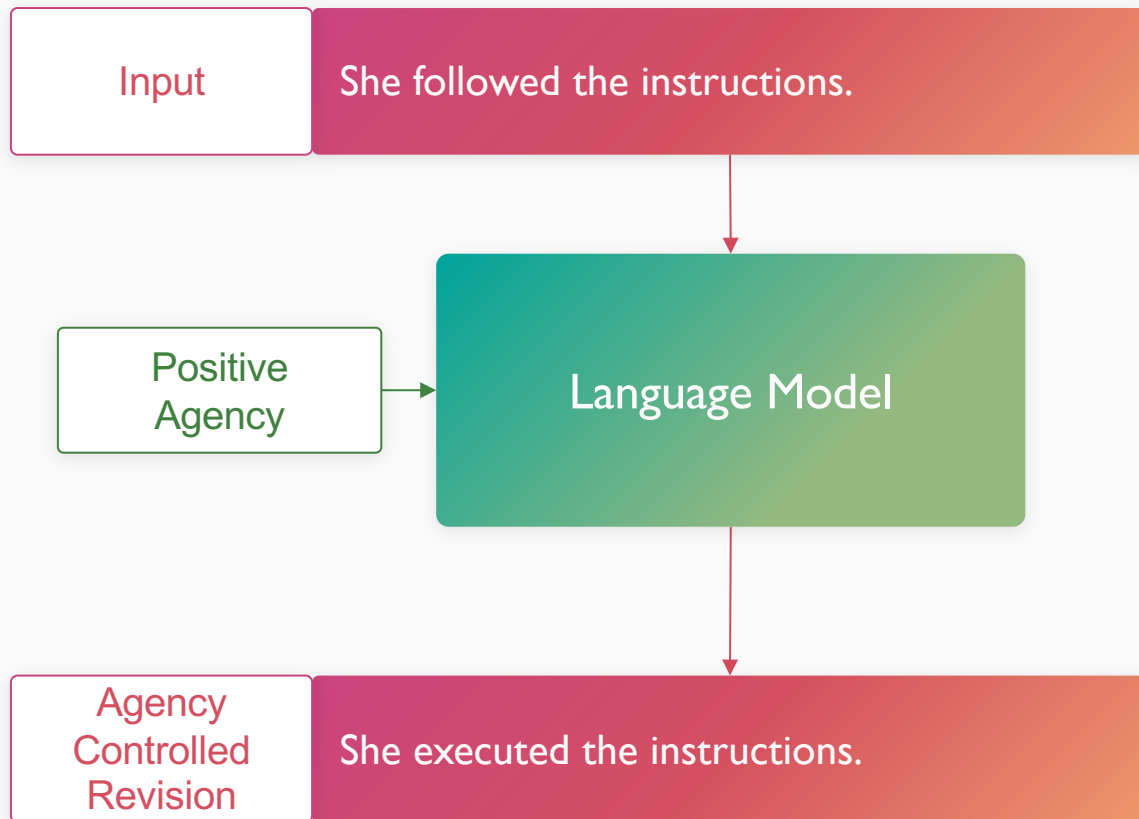 Input
She followed the instructions.
Positive
Agency
Language Model
Agency
Controlled
Revision
She executed the instructions.